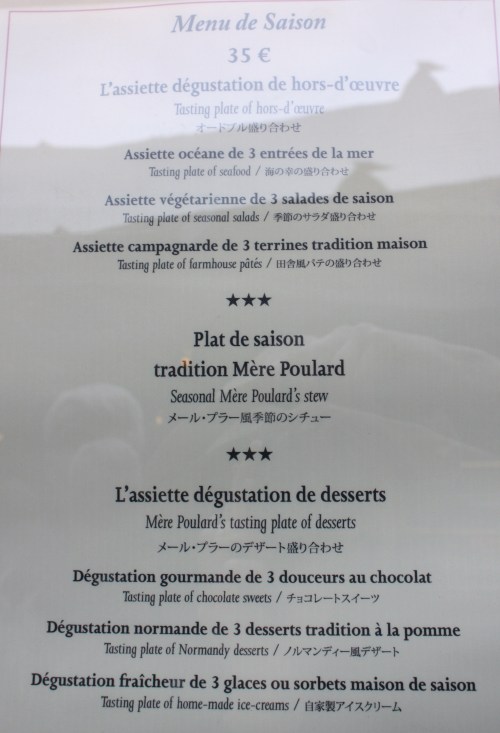 Menu de Saison
35 €
L'assiette dégustation de hors-d'œuvre
Tasting plate of hors-d'œuvre
オードブル盛り合わせ
Assiette océane de 3 entrées de la mer
Tasting plate of seafood / 海の幸の盛り合わせ
Assiette végétarienne de 3 salades de saison
Tasting plate of seasonal salads / 季節のサラダ盛り合わせ
Assiette campagnarde de 3 terrines tradition maison
Tasting plate of farmhouse pâtés / 田舎風パテの盛り合わせ
★★★
Plat de saison
tradition Mère Poulard
Seasonal Mère Poulard's stew
メール・プラー風季節のシチュー
★★★
L'assiette dégustation de desserts
Mère Poulard's tasting plate of desserts
メール・プラーのデザート盛り合わせ
Dégustation gourmande de 3 douceurs au chocolat
Tasting plate of chocolate sweets / チョコレートスイーツ
Dégustation normande de 3 desserts tradition à la pomme
Tasting plate of Normandy desserts / ノルマンディー風デザート
Dégustation fraîcheur de 3 glaces ou sorbets maison de saison
Tasting plate of home-made ice-creams / 自家製アイスクリーム